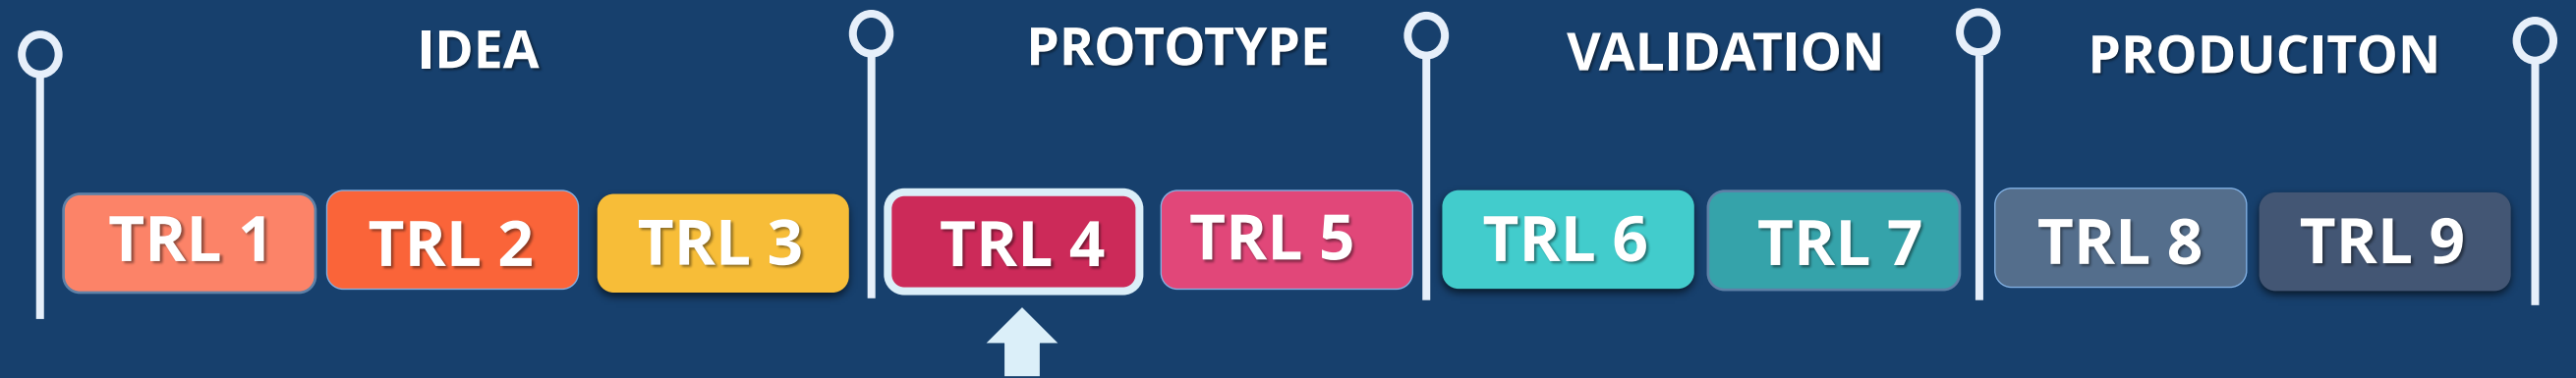 IDEA PROTOTYPE VALIDATION PRODUCITON
TRL 1 TRL 2 TRL 3 TRL 4 TRL 5 TRL 6 TRL 7 TRL 8 TRL 9